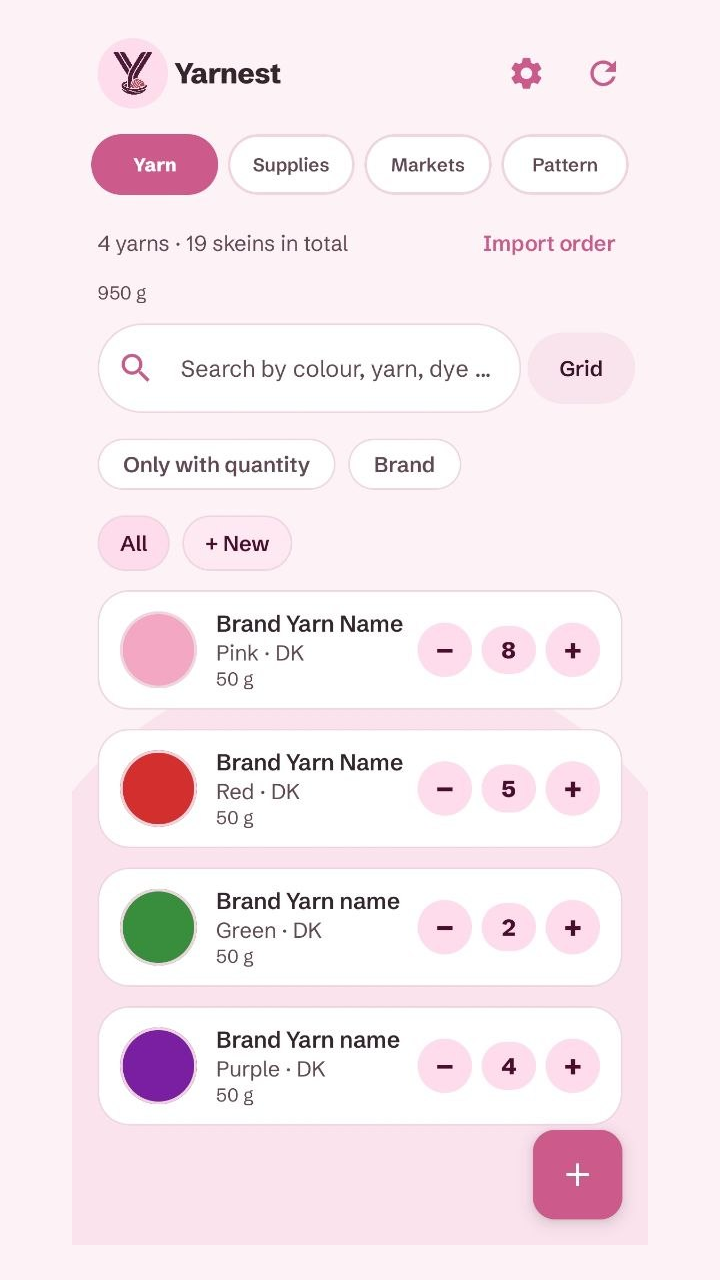 Yarnest
Yarn
Supplies
Markets
Pattern
4 yarns · 19 skeins in total
Import order
950 g
Search by colour, yarn, dye ...
Grid
Only with quantity
Brand
All
+ New
Brand Yarn Name
Pink · DK
50 g
− 8 +
Brand Yarn Name
Red · DK
50 g
− 5 +
Brand Yarn name
Green · DK
50 g
− 2 +
Brand Yarn name
Purple · DK
50 g
− 4 +
+